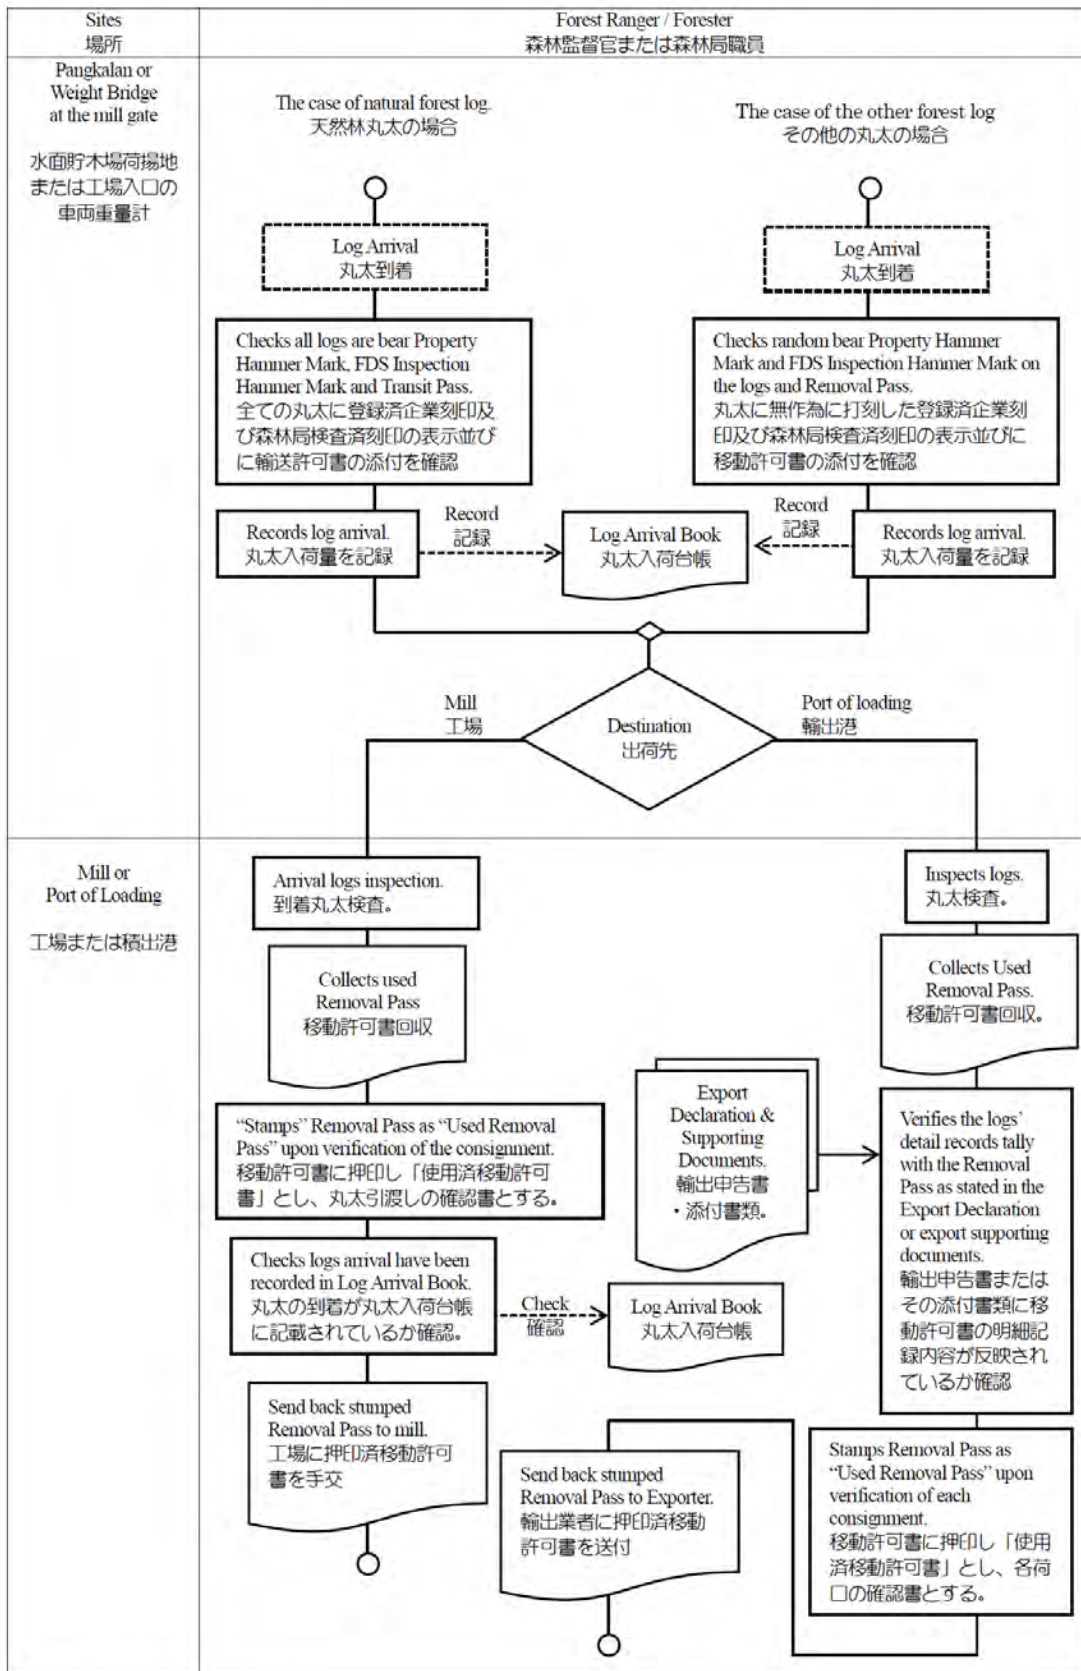 Sites
場所
Forest Ranger / Forester
森林監督官または森林局職員
Pangkalan or
Weight Bridge
at the mill gate
水面貯木場荷揚地
または工場入口の
車両重量計
The case of natural forest log.
天然林丸太の場合
The case of the other forest log
その他の丸太の場合
Log Arrival
丸太到着
Log Arrival
丸太到着
Checks all logs are bear Property
Hammer Mark, FDS Inspection
Hammer Mark and Transit Pass.
全ての丸太に登録済企業刻印及
び森林局検査済刻印の表示並び
に輸送許可書の添付を確認
Checks random bear Property Hammer
Mark and FDS Inspection Hammer Mark on
the logs and Removal Pass.
丸太に無作為に打刻した登録済企業刻
印及び森林局検査済刻印の表示並びに
移動許可書の添付を確認
Records log arrival.
丸太入荷量を記録
Record
記録
Log Arrival Book
丸太入荷台帳
Record
記録
Records log arrival.
丸太入荷量を記録
Mill
工場
Destination
出荷先
Port of loading
輸出港
Mill or
Port of Loading
工場または積出港
Arrival logs inspection.
到着丸太検査。
Collects used
Removal Pass
移動許可書回収
“Stamps” Removal Pass as “Used Removal
Pass” upon verification of the consignment.
移動許可書に押印し「使用済移動許可
書」とし、丸太引渡しの確認書とする。
Checks logs arrival have been
recorded in Log Arrival Book.
丸太の到着が丸太入荷台帳
に記載されているか確認。
Check
確認
Log Arrival Book
丸太入荷台帳
Send back stumped
Removal Pass to mill.
工場に押印済移動許可
書を手交
Inspects logs.
丸太検査。
Collects Used
Removal Pass.
移動許可書回収。
Export
Declaration &
Supporting
Documents.
輸出申告書
・添付書類。
Verifies the logs’
detail records tally
with the Removal
Pass as stated in the
Export Declaration
or export supporting
documents.
輸出申告書または
その添付書類に移
動許可書の明細記
録内容が反映され
ているか確認
Stamps Removal Pass as
“Used Removal Pass” upon
verification of each
consignment.
移動許可書に押印し「使用
済移動許可書」とし、各荷
口の確認書とする。
Send back stumped
Removal Pass to Exporter.
輸出業者に押印済移動
許可書を送付